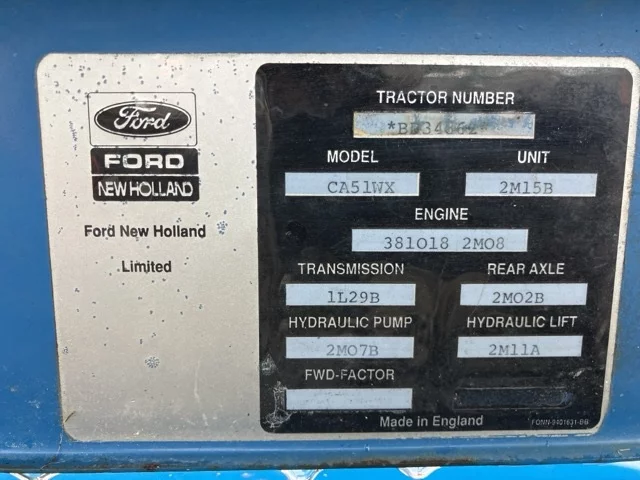 Ford
FORD
NEW HOLLAND
Ford New Holland
Limited
TRACTOR NUMBER
MODEL UNIT
CA51WX 2M15B
ENGINE
381018 2M08
TRANSMISSION REAR AXLE
1L29B 2M02B
HYDRAULIC PUMP HYDRAULIC LIFT
2M07B 2M11A
FWD-FACTOR
Made in England